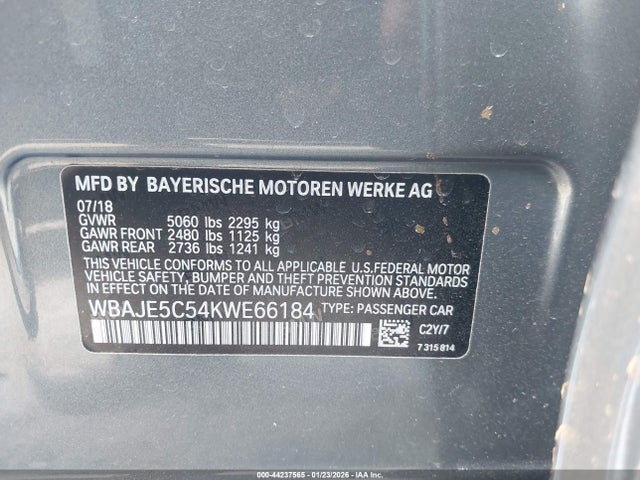 MFD BY BAYERISCHE MOTOREN WERKE AG
07/18
GVWR 5060 lbs 2295 kg
GAWR FRONT 2480 lbs 1125 kg
GAWR REAR 2736 lbs 1241 kg
THIS VEHICLE CONFORMS TO ALL APPLICABLE U.S.FEDERAL MOTOR
VEHICLE SAFETY, BUMPER AND THEFT PREVENTION STANDARDS
IN EFFECT ON THE DATE OF MANUFACTURE SHOWN ABOVE.
WBAJE5C54KWE66184 TYPE: PASSENGER CAR
C2Y/7
7 315 814
000-44237565 - 01/23/2026 - IAA Inc.